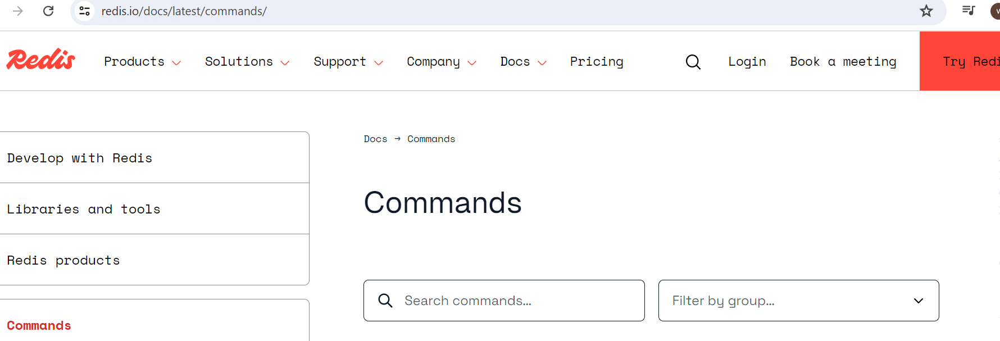 redis.io/docs/latest/commands/
Redis Products Solutions Support Company Docs Pricing Login Book a meeting Try
Docs → Commands
Develop with Redis
Commands
Libraries and tools
Redis products
Search commands... Filter by group...
Commands